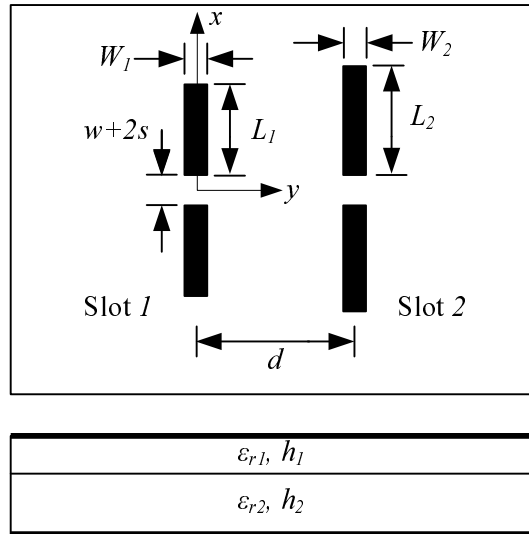 x
W₁
W₂
L₁
L₂
w+2s
y
Slot 1
Slot 2
d
εr1, h₁
εr2, h₂